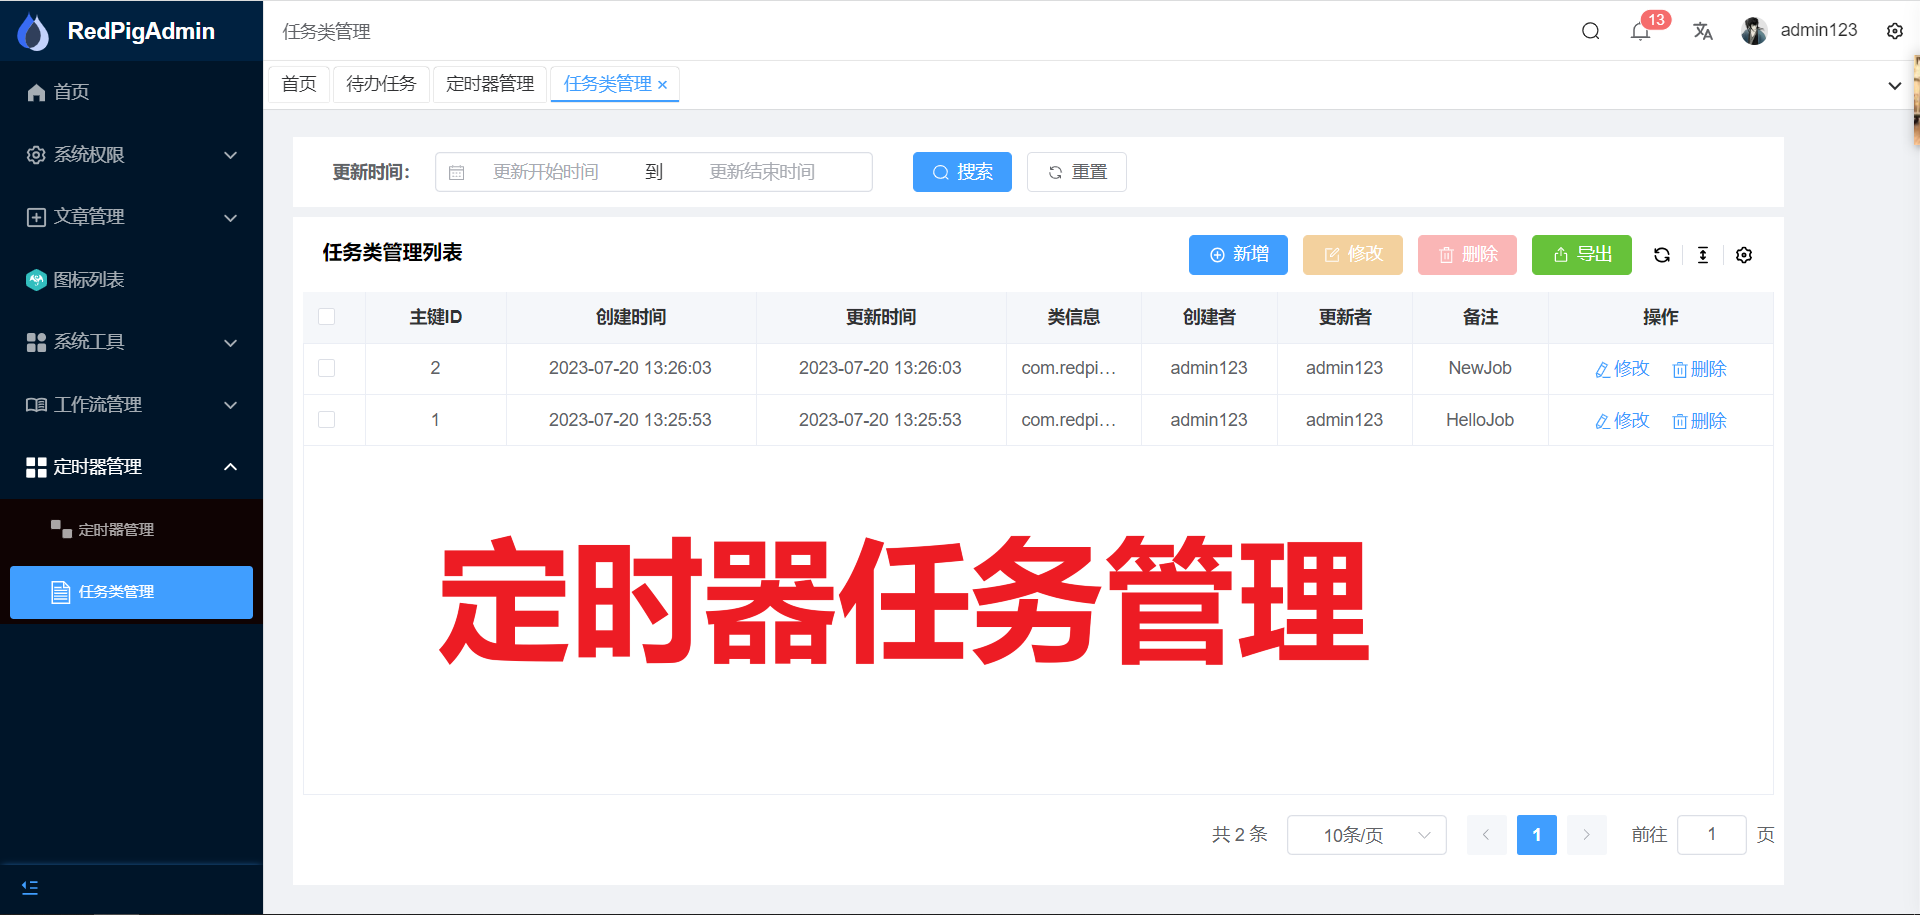 RedPigAdmin
任务类管理
13
admin123
首页
待办任务
定时器管理
任务类管理
首页
系统权限
文章管理
图标列表
系统工具
工作流管理
定时器管理
定时器管理
任务类管理
更新时间：
更新开始时间 到 更新结束时间
搜索
重置
任务类管理列表
新增
修改
删除
导出
主键ID 创建时间 更新时间 类信息 创建者 更新者 备注 操作
2 2023-07-20 13:26:03 2023-07-20 13:26:03 com.redpi... admin123 admin123 NewJob 修改 删除
1 2023-07-20 13:25:53 2023-07-20 13:25:53 com.redpi... admin123 admin123 HelloJob 修改 删除
定时器任务管理
共 2 条 10条/页 1 前往 1 页